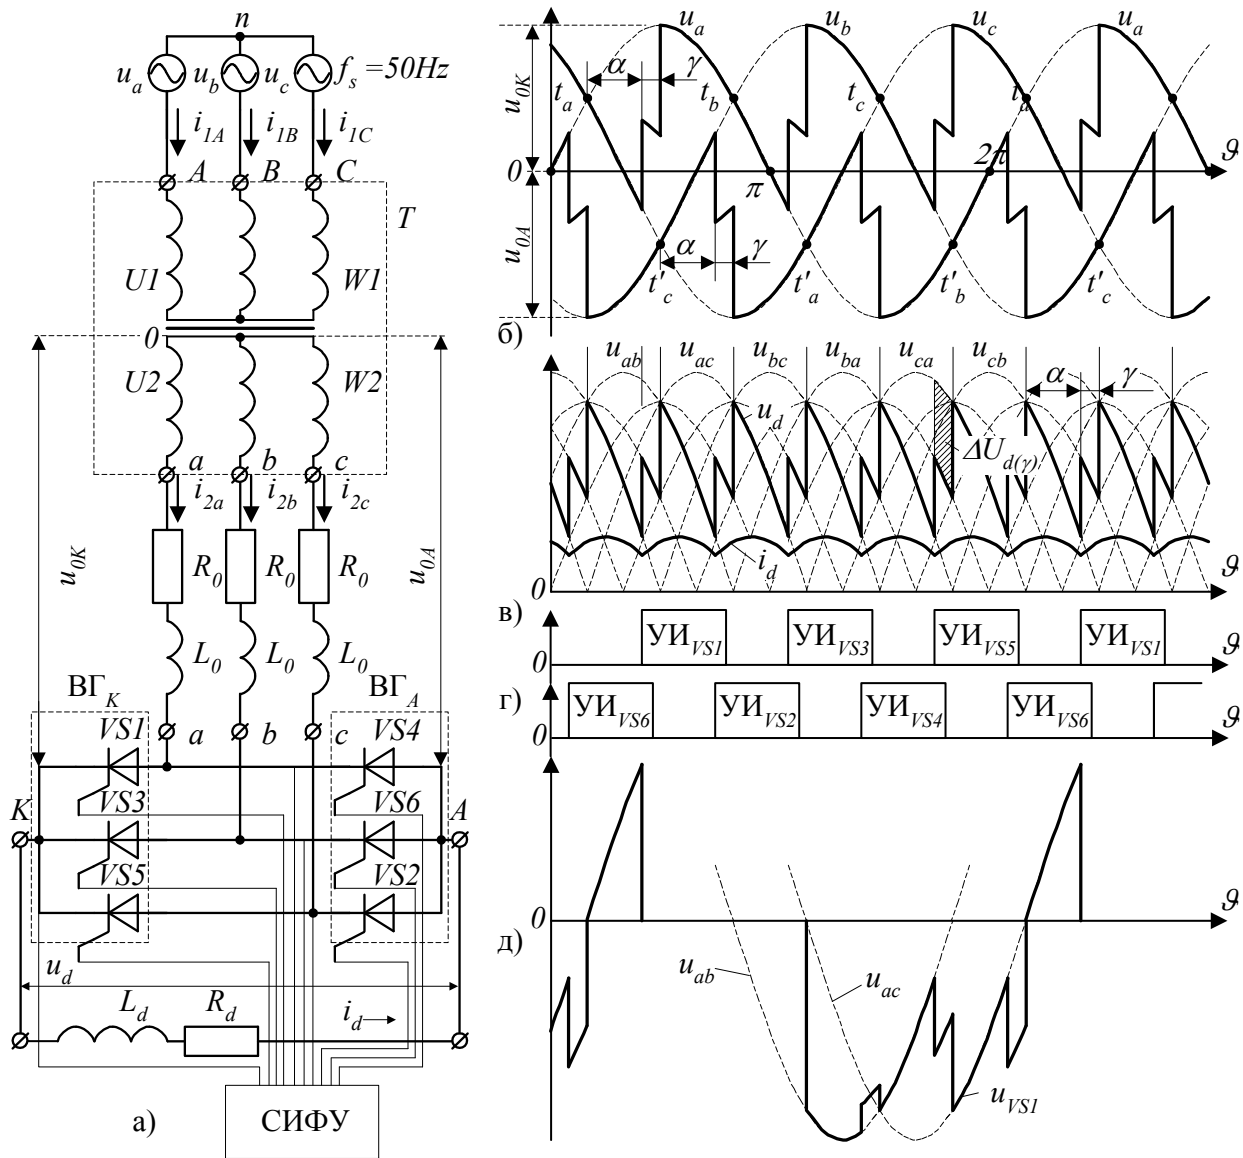 n
u_a u_b u_c f_s =50Hz
i_1A i_1B i_1C
A B C
T
U1 W1
0
U2 W2
a b c
i_2a i_2b i_2c
u_0K R_0 R_0 R_0 u_0A
L_0 L_0 L_0
ВГ_K ВГ_A
a b c
VS1 VS4
VS3 VS6
K A
VS5 VS2
u_d
L_d R_d i_d
СИФУ
а)
ϑ u_a u_b u_c u_a
α γ
u_0K t_a t_b t_c t_a
0 π 2π ϑ
u_0A α γ
t'_c t'_a t'_b t'_c
б)
u_ab u_ac u_bc u_ba u_ca u_cb
α γ
u_d
ΔU_d(γ)
i_d
0 ϑ
в)
УИ_VS1 УИ_VS3 УИ_VS5 УИ_VS1
0 ϑ
г)
УИ_VS6 УИ_VS2 УИ_VS4 УИ_VS6
0 ϑ
0 ϑ
д)
u_ab u_ac
u_VS1